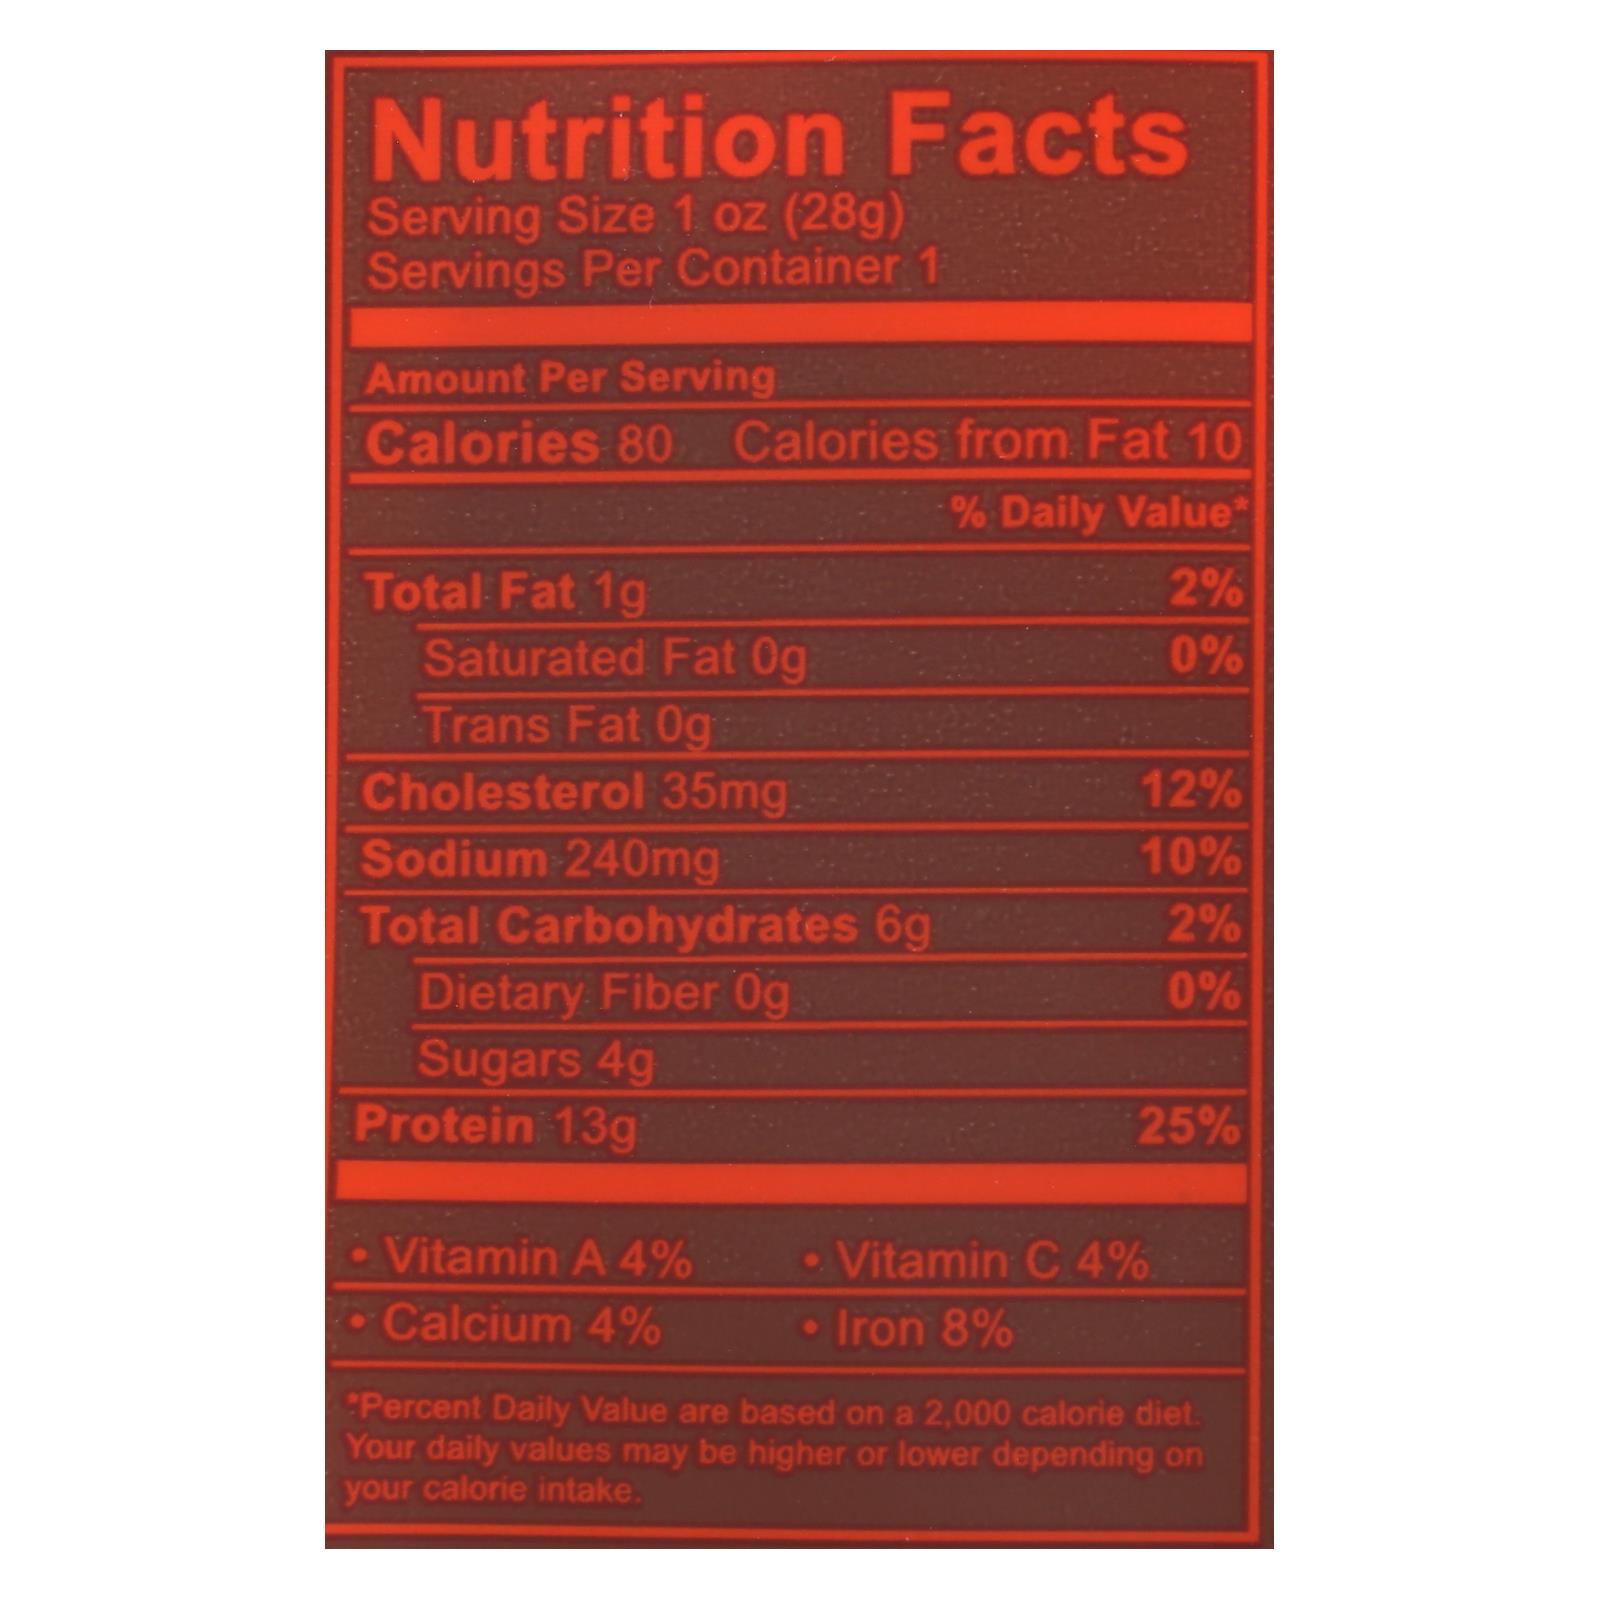 Nutrition Facts
Serving Size 1 oz (28g)
Servings Per Container 1
Amount Per Serving
Calories 80 Calories from Fat 10
% Daily Value*
Total Fat 1g 2%
Saturated Fat 0g 0%
Trans Fat 0g
Cholesterol 35mg 12%
Sodium 240mg 10%
Total Carbohydrates 6g 2%
Dietary Fiber 0g 0%
Sugars 4g
Protein 13g 25%
• Vitamin A 4% • Vitamin C 4%
• Calcium 4% • Iron 8%
*Percent Daily Value are based on a 2,000 calorie diet.
Your daily values may be higher or lower depending on
your calorie intake.